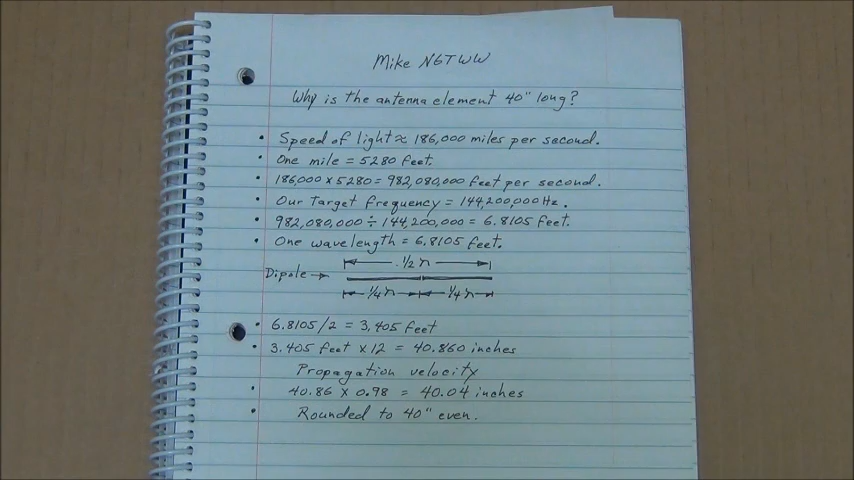 Mike N6TWW
Why is the antenna element 40" long?
• Speed of light ≈ 186,000 miles per second.
• One mile = 5280 feet.
• 186,000 x 5280 = 982,080,000 feet per second.
• Our Target frequency = 144,200,000 Hz.
• 982,080,000 ÷ 144,200,000 = 6.8105 feet.
• One wavelength = 6.8105 feet.
1/2 λ
Dipole →
1/4 λ 1/4 λ
• 6.8105/2 = 3.405 feet
• 3.405 feet x 12 = 40.860 inches
Propagation velocity
• 40.86 x 0.98 = 40.04 inches
• Rounded to 40" even.